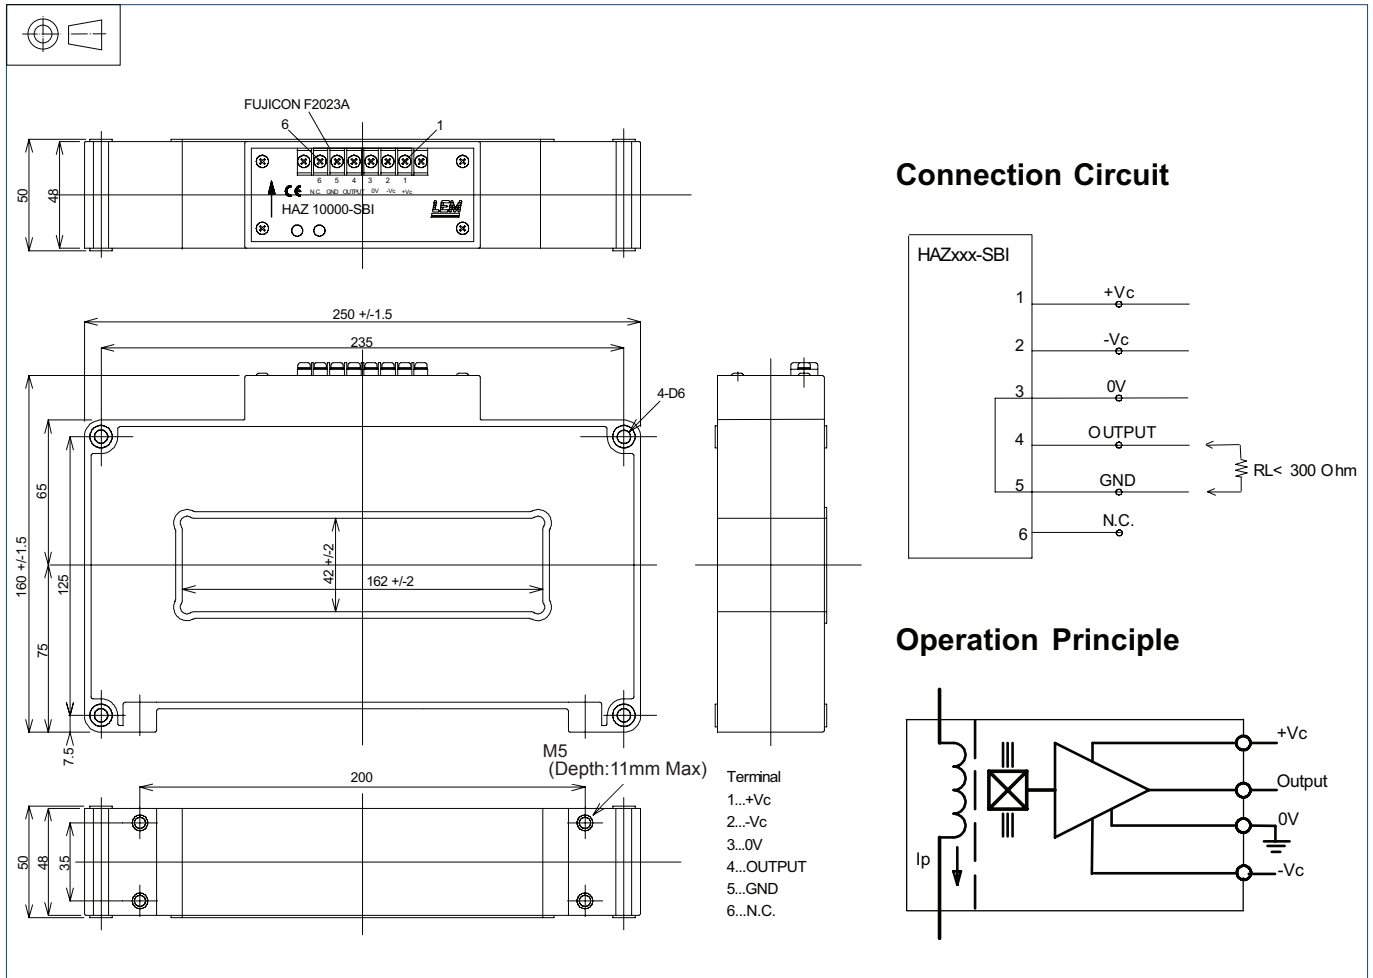 FUJICON F2023A
6
1
6 5 4 3 2 1
N.C. GND OUTPUT 0V -Vc +Vc
CE
HAZ 10000-SBI
LEM
50
48
250 +/-1.5
235
4-D6
160 +/-1.5
65
125
75
7.5
42 +/-2
162 +/-2
M5
(Depth:11mm Max)
200
50
48
35
Terminal
1...+Vc
2...-Vc
3...0V
4...OUTPUT
5...GND
6...N.C.
Connection Circuit
HAZxxx-SBI
1 +Vc
2 -Vc
3 0V
4 OUTPUT
5 GND
6 N.C.
RL< 300 Ohm
Operation Principle
+Vc
Output
0V
-Vc
Ip